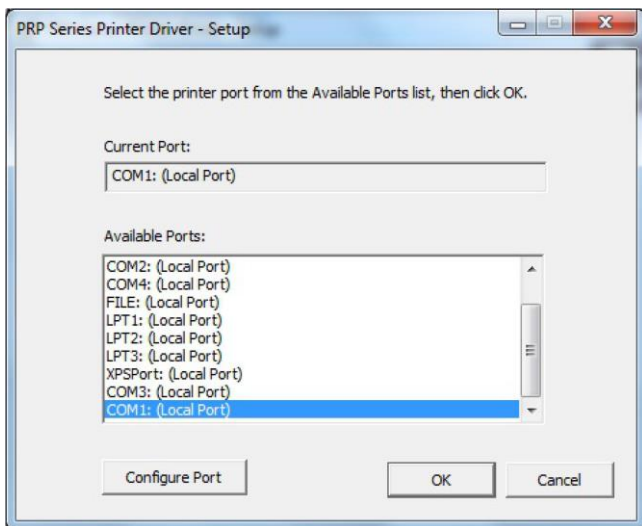 PRP Series Printer Driver - Setup
Select the printer port from the Available Ports list, then click OK.
Current Port:
COM1: (Local Port)
Available Ports:
COM2: (Local Port)
COM4: (Local Port)
FILE: (Local Port)
LPT1: (Local Port)
LPT2: (Local Port)
LPT3: (Local Port)
XPSPort: (Local Port)
COM3: (Local Port)
COM1: (Local Port)
Configure Port OK Cancel